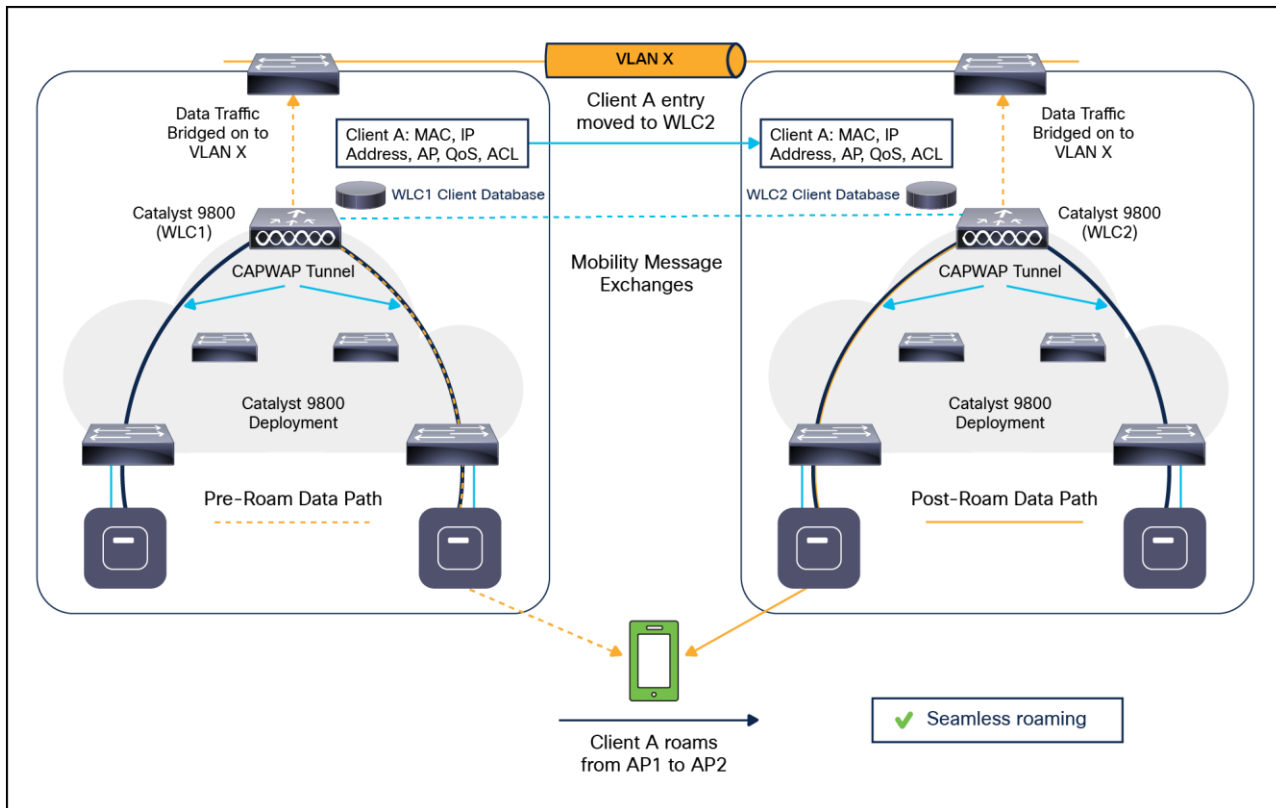 VLAN X
Data Traffic
Bridged on to
VLAN X
Client A entry
moved to WLC2
Data Traffic
Bridged on to
VLAN X
Client A: MAC, IP
Address, AP, QoS, ACL
Client A: MAC, IP
Address, AP, QoS, ACL
WLC1 Client Database
WLC2 Client Database
Catalyst 9800
(WLC1)
Catalyst 9800
(WLC2)
CAPWAP Tunnel
Mobility Message
Exchanges
CAPWAP Tunnel
Catalyst 9800
Deployment
Catalyst 9800
Deployment
Pre-Roam Data Path
Post-Roam Data Path
Seamless roaming
Client A roams
from AP1 to AP2